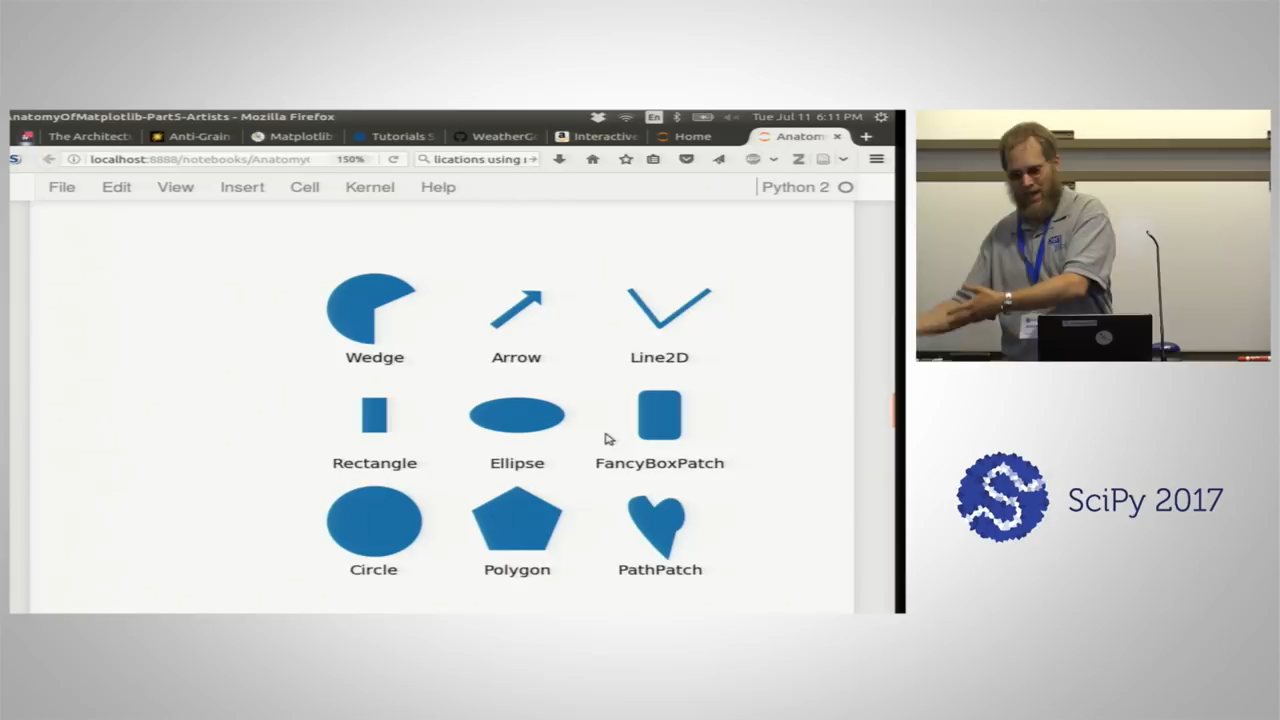 AnatomyOfMatplotlib-Part5-Artists - Mozilla Firefox
En
Tue Jul 11 6:11 PM
The Architect
Anti-Grain
Matplotlib
Tutorials S
WeatherG
Interactive
Home
Anatom
localhost:8888/notebooks/Anatomy
150%
lications using
File Edit View Insert Cell Kernel Help
Python 2
Wedge Arrow Line2D
Rectangle Ellipse FancyBoxPatch
Circle Polygon PathPatch
SciPy 2017